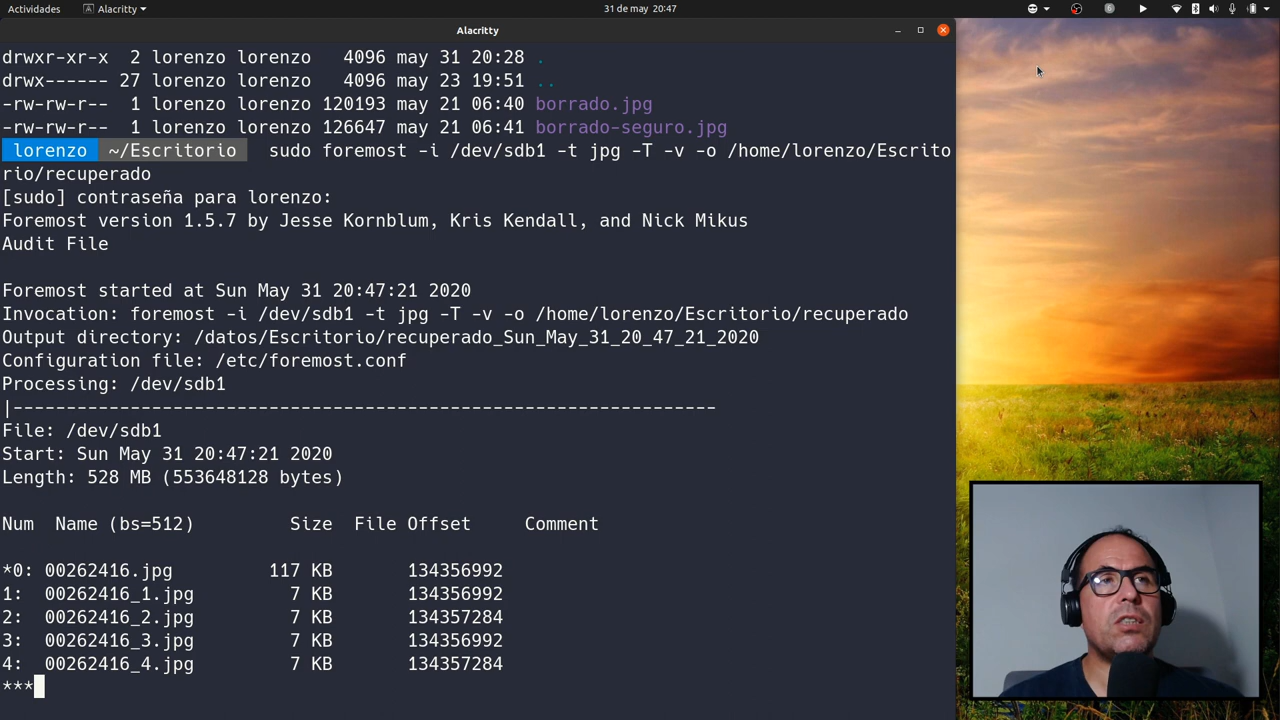 Actividades Alacritty 31 de may 20:47
Alacritty
drwxr-xr-x 2 lorenzo lorenzo 4096 may 31 20:28 .
drwx------ 27 lorenzo lorenzo 4096 may 23 19:51 ..
-rw-rw-r-- 1 lorenzo lorenzo 120193 may 21 06:40 borrado.jpg
-rw-rw-r-- 1 lorenzo lorenzo 126647 may 21 06:41 borrado-seguro.jpg
lorenzo ~/Escritorio sudo foremost -i /dev/sdb1 -t jpg -T -v -o /home/lorenzo/Escrito
rio/recuperado
[sudo] contraseña para lorenzo:
Foremost version 1.5.7 by Jesse Kornblum, Kris Kendall, and Nick Mikus
Audit File
Foremost started at Sun May 31 20:47:21 2020
Invocation: foremost -i /dev/sdb1 -t jpg -T -v -o /home/lorenzo/Escritorio/recuperado
Output directory: /datos/Escritorio/recuperado_Sun_May_31_20_47_21_2020
Configuration file: /etc/foremost.conf
Processing: /dev/sdb1
|------------------------------------------------------------------
File: /dev/sdb1
Start: Sun May 31 20:47:21 2020
Length: 528 MB (553648128 bytes)
Num Name (bs=512) Size File Offset Comment
*0: 00262416.jpg 117 KB 134356992
1: 00262416_1.jpg 7 KB 134356992
2: 00262416_2.jpg 7 KB 134357284
3: 00262416_3.jpg 7 KB 134356992
4: 00262416_4.jpg 7 KB 134357284
***